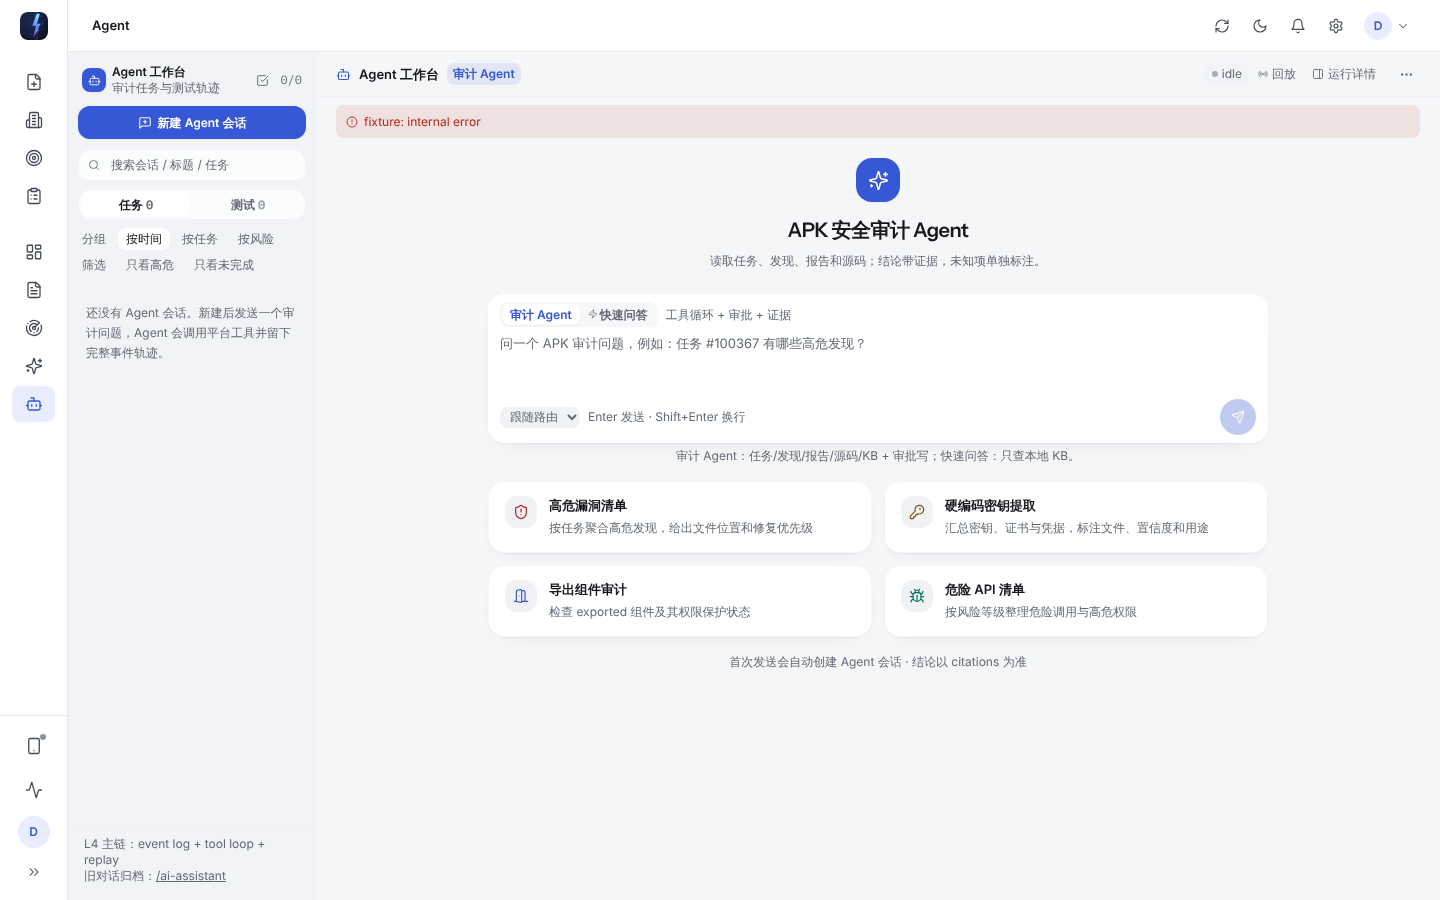 Agent
D
Agent 工作台
审计任务与测试轨迹
0/0
新建 Agent 会话
搜索会话 / 标题 / 任务
任务 0
测试 0
分组
按时间
按任务
按风险
筛选
只看高危
只看未完成
还没有 Agent 会话。新建后发送一个审
计问题，Agent 会调用平台工具并留下
完整事件轨迹。
L4 主链：event log + tool loop +
replay
旧对话归档：/ai-assistant
D
Agent 工作台
审计 Agent
idle
回放
运行详情
fixture: internal error
APK 安全审计 Agent
读取任务、发现、报告和源码；结论带证据，未知项单独标注。
审计 Agent
快速问答
工具循环 + 审批 + 证据
问一个 APK 审计问题，例如：任务 #100367 有哪些高危发现？
跟随路由
Enter 发送 · Shift+Enter 换行
审计 Agent：任务/发现/报告/源码/KB + 审批写；快速问答：只查本地 KB。
高危漏洞清单
按任务聚合高危发现，给出文件位置和修复优先级
硬编码密钥提取
汇总密钥、证书与凭据，标注文件、置信度和用途
导出组件审计
检查 exported 组件及其权限保护状态
危险 API 清单
按风险等级整理危险调用与高危权限
首次发送会自动创建 Agent 会话 · 结论以 citations 为准